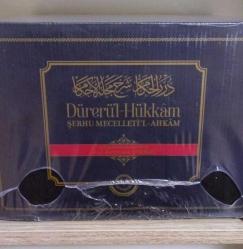 درر الحكام شرح مجلة الأحكام
Dürerü'l-Hükkâm
ŞERHU MECELLETİ'L-AHKÂM